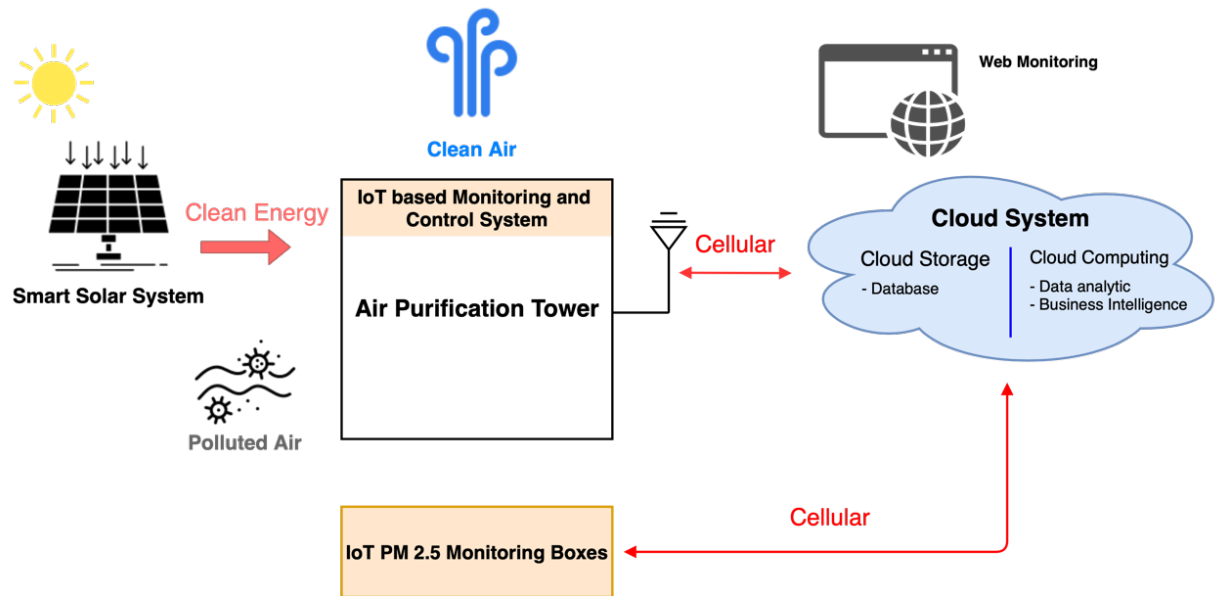 Web Monitoring
Clean Air
IoT based Monitoring and
Control System
Clean Energy
Smart Solar System
Air Purification Tower
Polluted Air
Cellular
Cloud System
Cloud Storage
- Database
Cloud Computing
- Data analytic
- Business Intelligence
Cellular
IoT PM 2.5 Monitoring Boxes